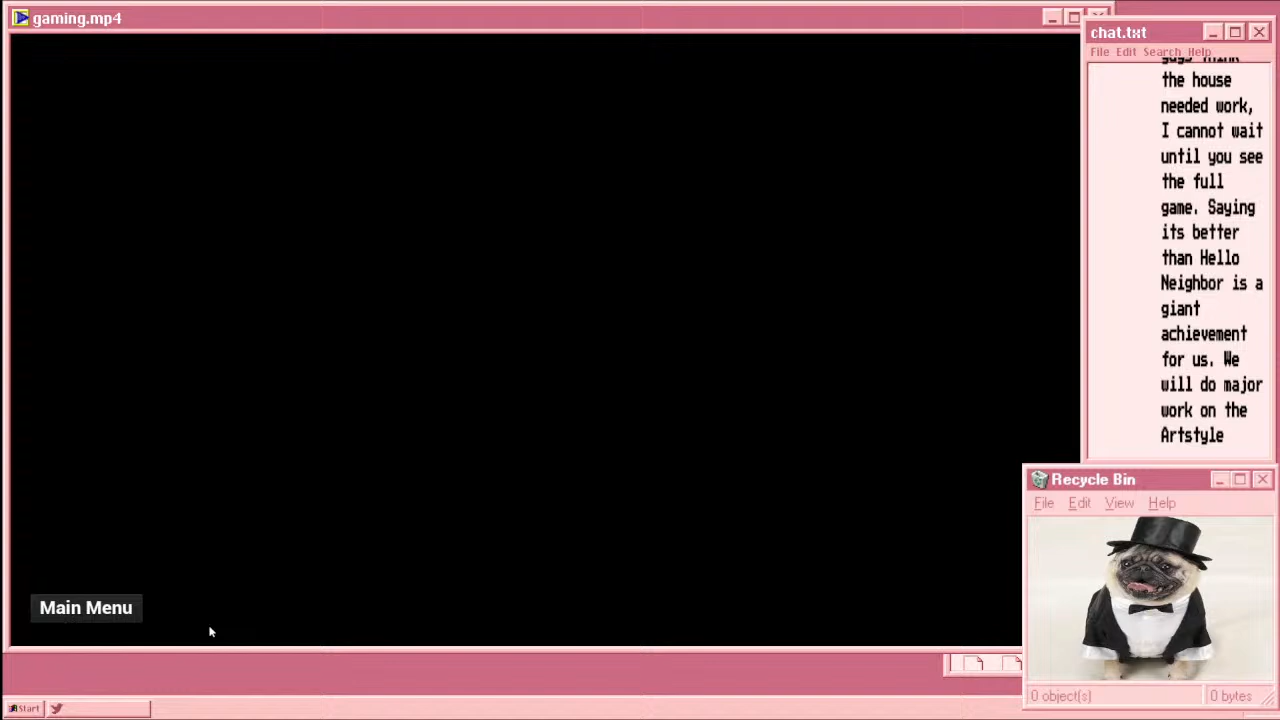 gaming.mp4
chat.txt
File Edit Search Help
guys think
the house
needed work,
I cannot wait
until you see
the full
game. Saying
its better
than Hello
Neighbor is a
giant
achievement
for us. We
will do major
work on the
Artstyle
Recycle Bin
File Edit View Help
0 object(s)
0 bytes
Main Menu
Start